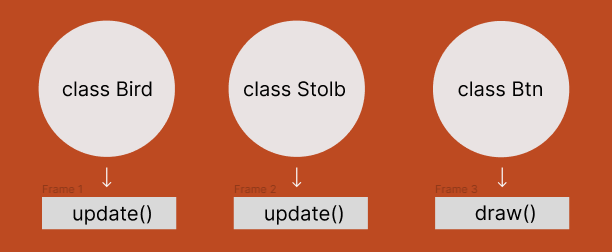 class Bird
class Stolb
class Btn
Frame 1
Frame 2
Frame 3
update()
update()
draw()